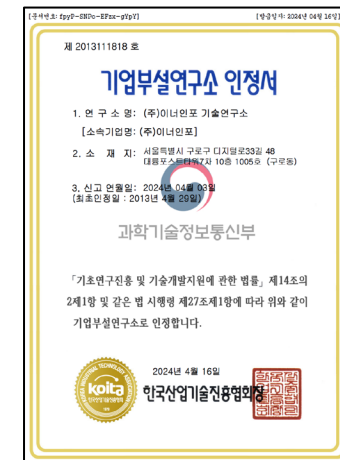 [문서번호: fpyP-SNPc-EFzx-gYpY]
[발급일자: 2024년 04월 16일]
제 2013111818 호
기업부설연구소 인정서
1. 연 구 소 명: (주)이너인포 기술연구소
[소속기업명: (주)이너인포]
2. 소 재 지: 서울특별시 구로구 디지털로33길 48
대륭포스트타워7차 10층 1005호 (구로동)
3. 신고 연월일: 2024년 04월 03일
(최초인정일 : 2013년 4월 29일)
과학기술정보통신부
「기초연구진흥 및 기술개발지원에 관한 법률」 제14조의
2제1항 및 같은 법 시행령 제27조제1항에 따라 위와 같이
기업부설연구소로 인정합니다.
2024년 4월 16일
koita
한국산업기술진흥협회장